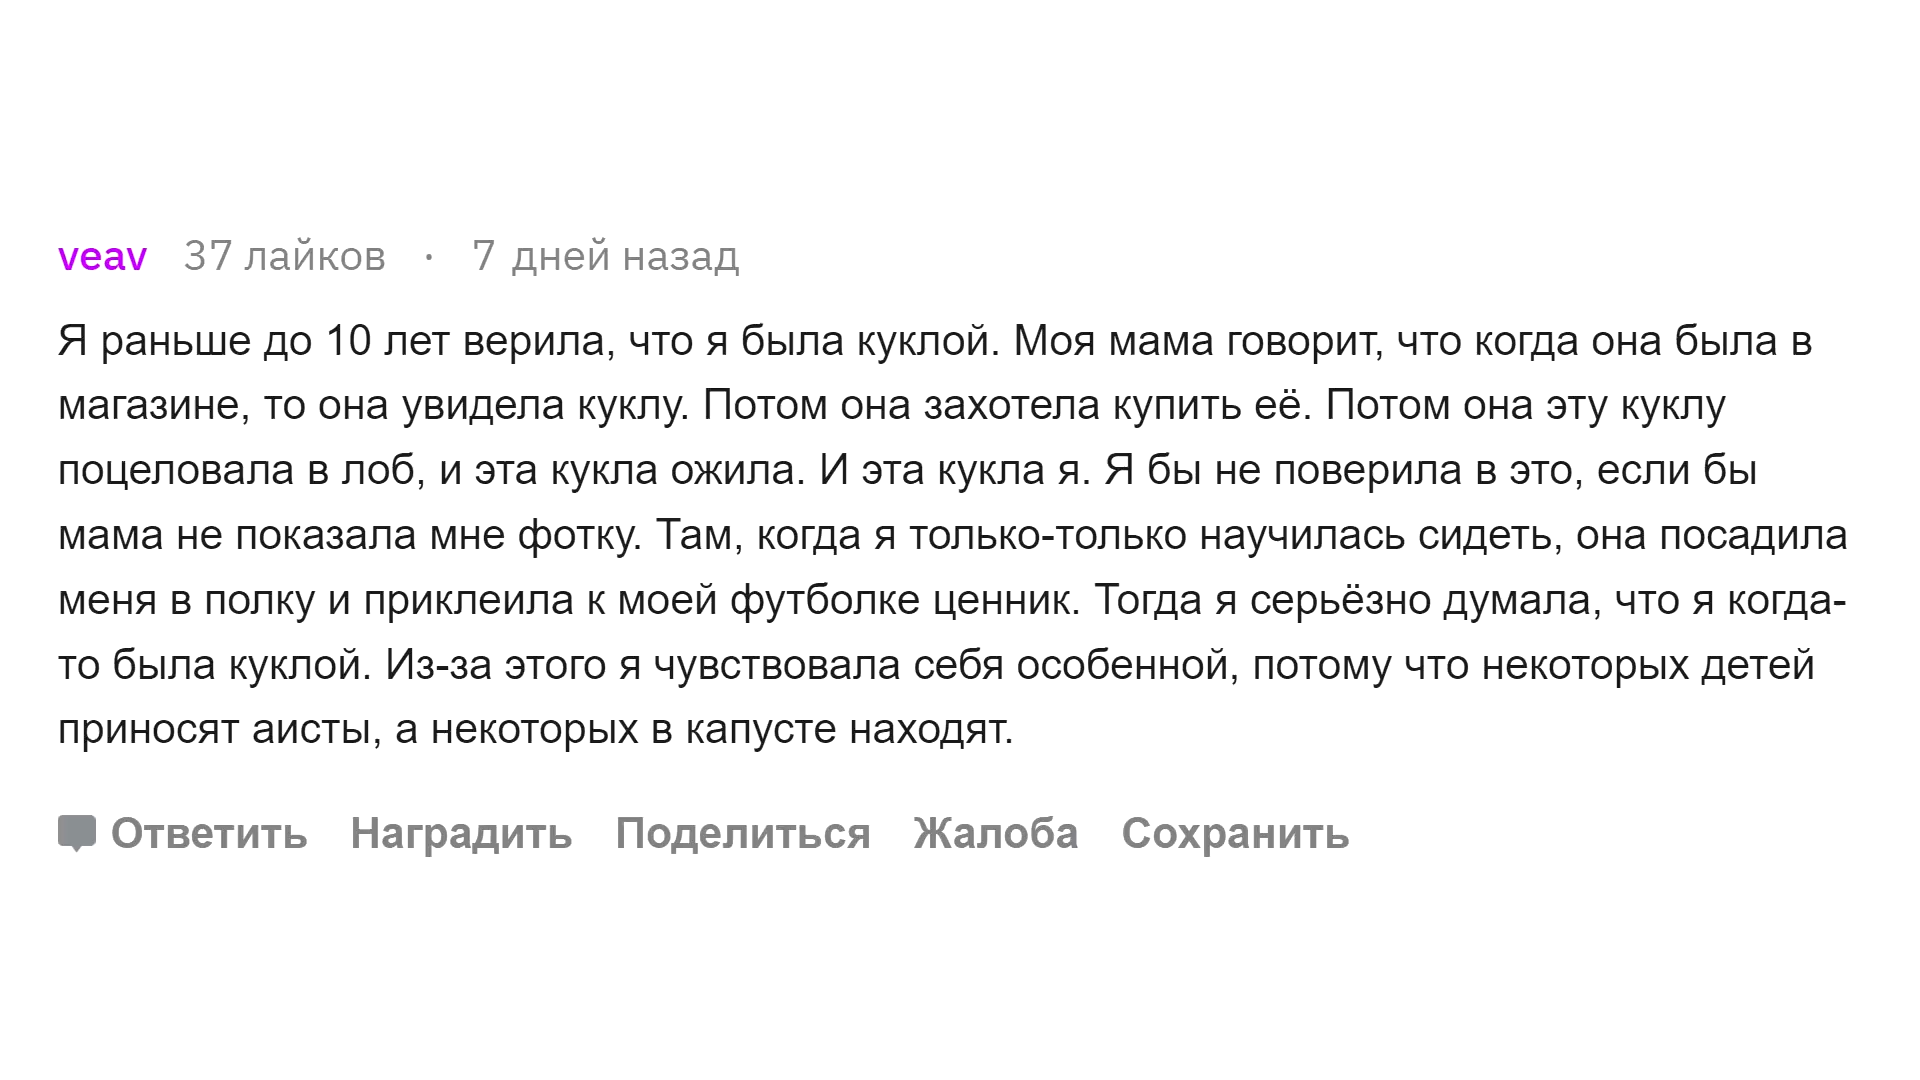 veav 37 лайков · 7 дней назад
Я раньше до 10 лет верила, что я была куклой. Моя мама говорит, что когда она была в
магазине, то она увидела куклу. Потом она захотела купить её. Потом она эту куклу
поцеловала в лоб, и эта кукла ожила. И эта кукла я. Я бы не поверила в это, если бы
мама не показала мне фотку. Там, когда я только-только научилась сидеть, она посадила
меня в полку и приклеила к моей футболке ценник. Тогда я серьёзно думала, что я когда-
то была куклой. Из-за этого я чувствовала себя особенной, потому что некоторых детей
приносят аисты, а некоторых в капусте находят.
Ответить Наградить Поделиться Жалоба Сохранить